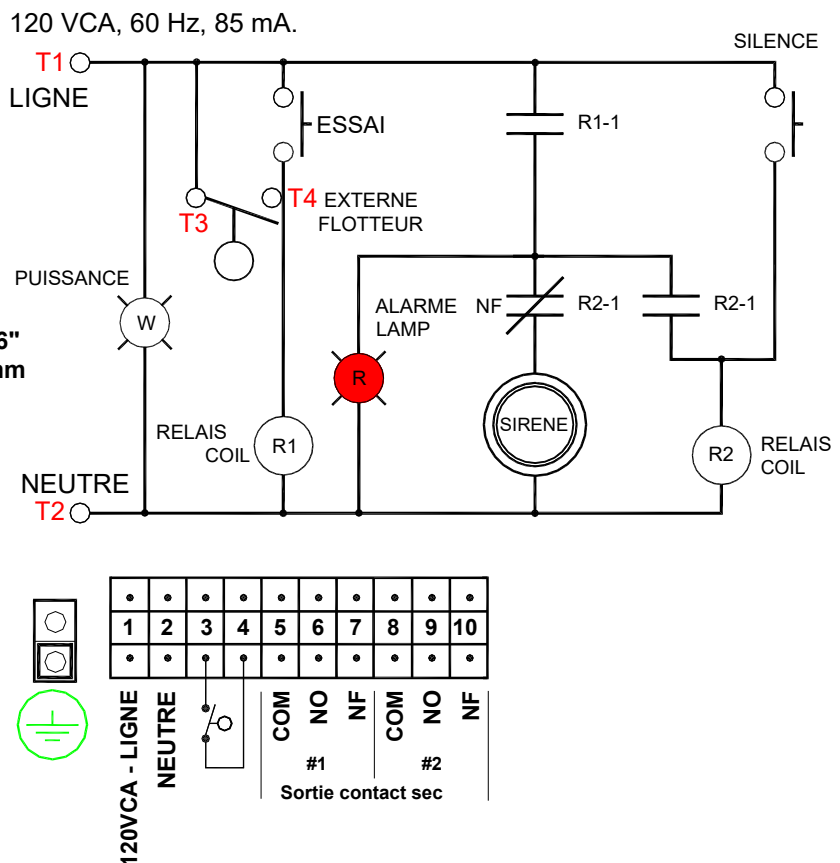 120 VCA, 60 Hz, 85 mA.
SILENCE
T1
LIGNE
ESSAI
R1-1
T3
T4 EXTERNE
FLOTTEUR
PUISSANCE
W
6"
ALARME
LAMP
NF
R2-1
R2-1
R
SIRENE
RELAIS
COIL
R1
R2
RELAIS
COIL
NEUTRE
T2
1 2 3 4 5 6 7 8 9 10
120VCA - LIGNE
NEUTRE
COM
NO
NF
COM
NO
NF
#1
#2
Sortie contact sec